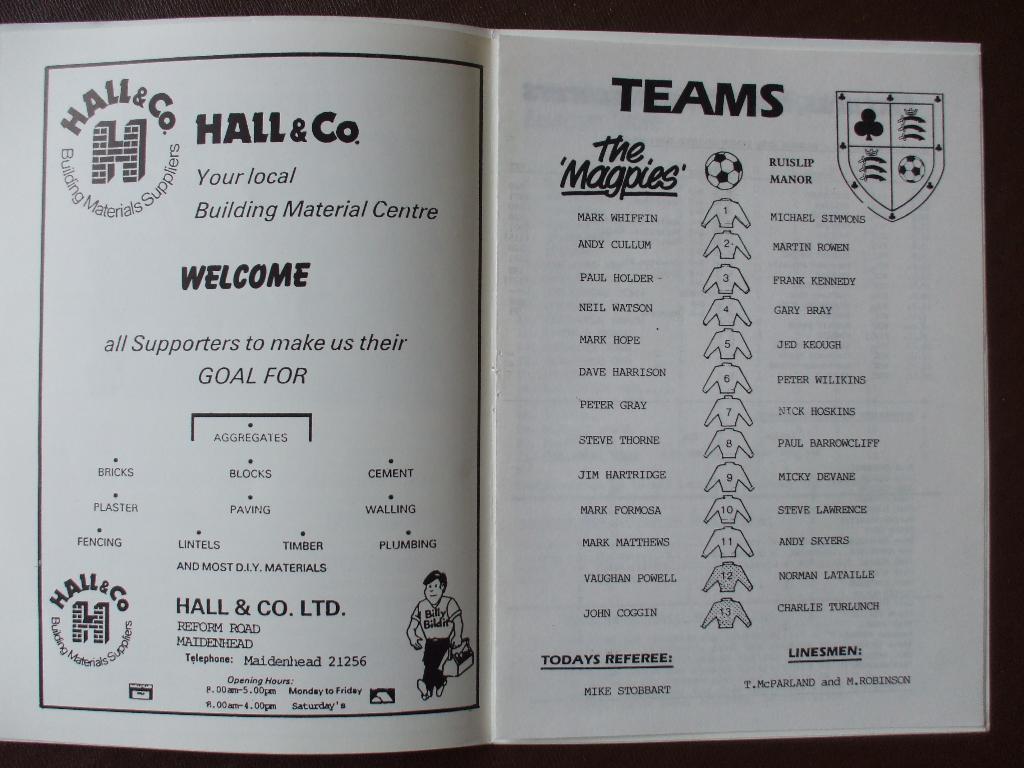 HALL & Co.
H
Building Materials Suppliers
HALL & Co.
Your local
Building Material Centre
WELCOME
all Supporters to make us their
GOAL FOR
AGGREGATES
BRICKS BLOCKS CEMENT
PLASTER PAVING WALLING
FENCING LINTELS TIMBER PLUMBING
AND MOST D.I.Y. MATERIALS
HALL & Co
H
Building Materials Suppliers
HALL & CO. LTD.
REFORM ROAD
MAIDENHEAD
Telephone: Maidenhead 21256
Opening Hours:
8.00am-5.00pm Monday to Friday
8.00am-4.00pm Saturday's
Billy
Bildit
TEAMS
the
'Magpies'
RUISLIP
MANOR
MARK WHIFFIN 1 MICHAEL SIMMONS
ANDY CULLUM 2 MARTIN ROWEN
PAUL HOLDER - 3 FRANK KENNEDY
NEIL WATSON 4 GARY BRAY
MARK HOPE 5 JED KEOUGH
DAVE HARRISON 6 PETER WILIKINS
PETER GRAY 7 NICK HOSKINS
STEVE THORNE 8 PAUL BARROWCLIFF
JIM HARTRIDGE 9 MICKY DEVANE
MARK FORMOSA 10 STEVE LAWRENCE
MARK MATTHEWS 11 ANDY SKYERS
VAUGHAN POWELL 12 NORMAN LATAILLE
JOHN COGGIN 13 CHARLIE TURLUNCH
TODAYS REFEREE: LINESMEN:
MIKE STOBBART T.McPARLAND and M.ROBINSON